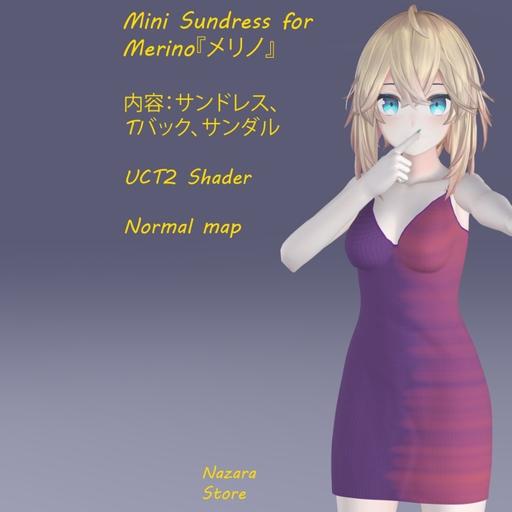 Mini Sundress for
Merino『メリノ』
内容：サンドレス、
Tバック、サンダル
UCT2 Shader
Normal map
Nazara
Store